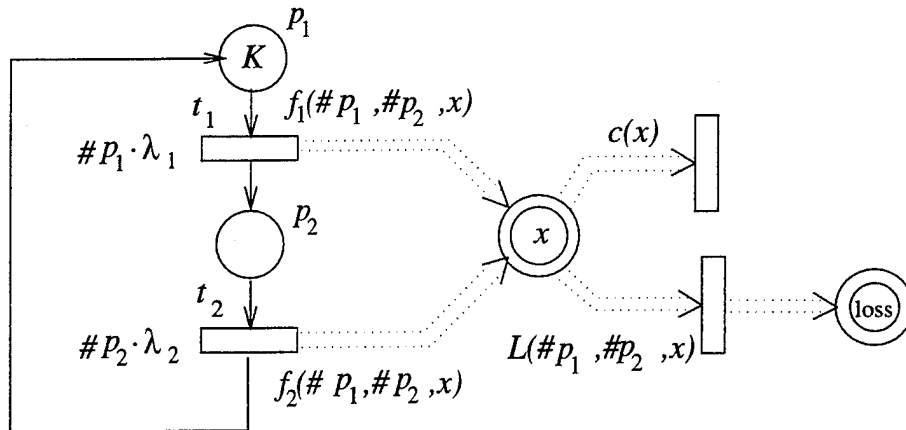 p₁
K
t₁
f₁(#p₁,#p₂,x)
#p₁·λ₁
c(x)
p₂
x
t₂
loss
#p₂·λ₂
L(#p₁,#p₂,x)
f₂(#p₁,#p₂,x)